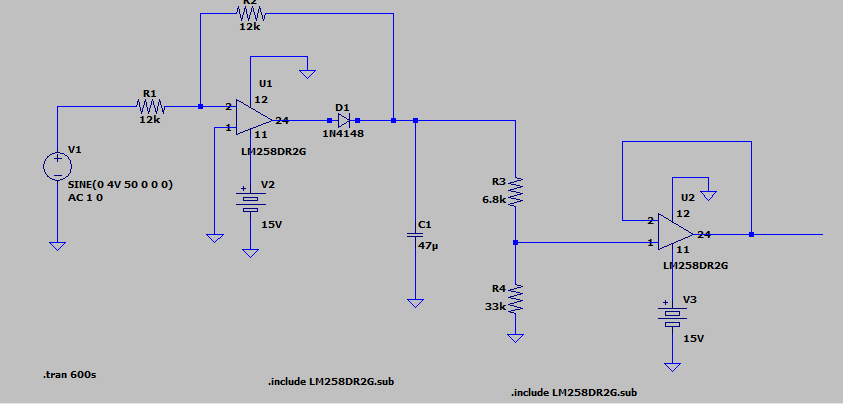 R2
12k
R1
12k
U1
12
2
1
24
11
LM258DR2G
D1
1N4148
V1
SINE(0 4V 50 0 0 0)
AC 1 0
V2
15V
C1
47µ
R3
6.8k
R4
33k
U2
12
2
1
24
11
LM258DR2G
V3
15V
.tran 600s
.include LM258DR2G.sub
.include LM258DR2G.sub